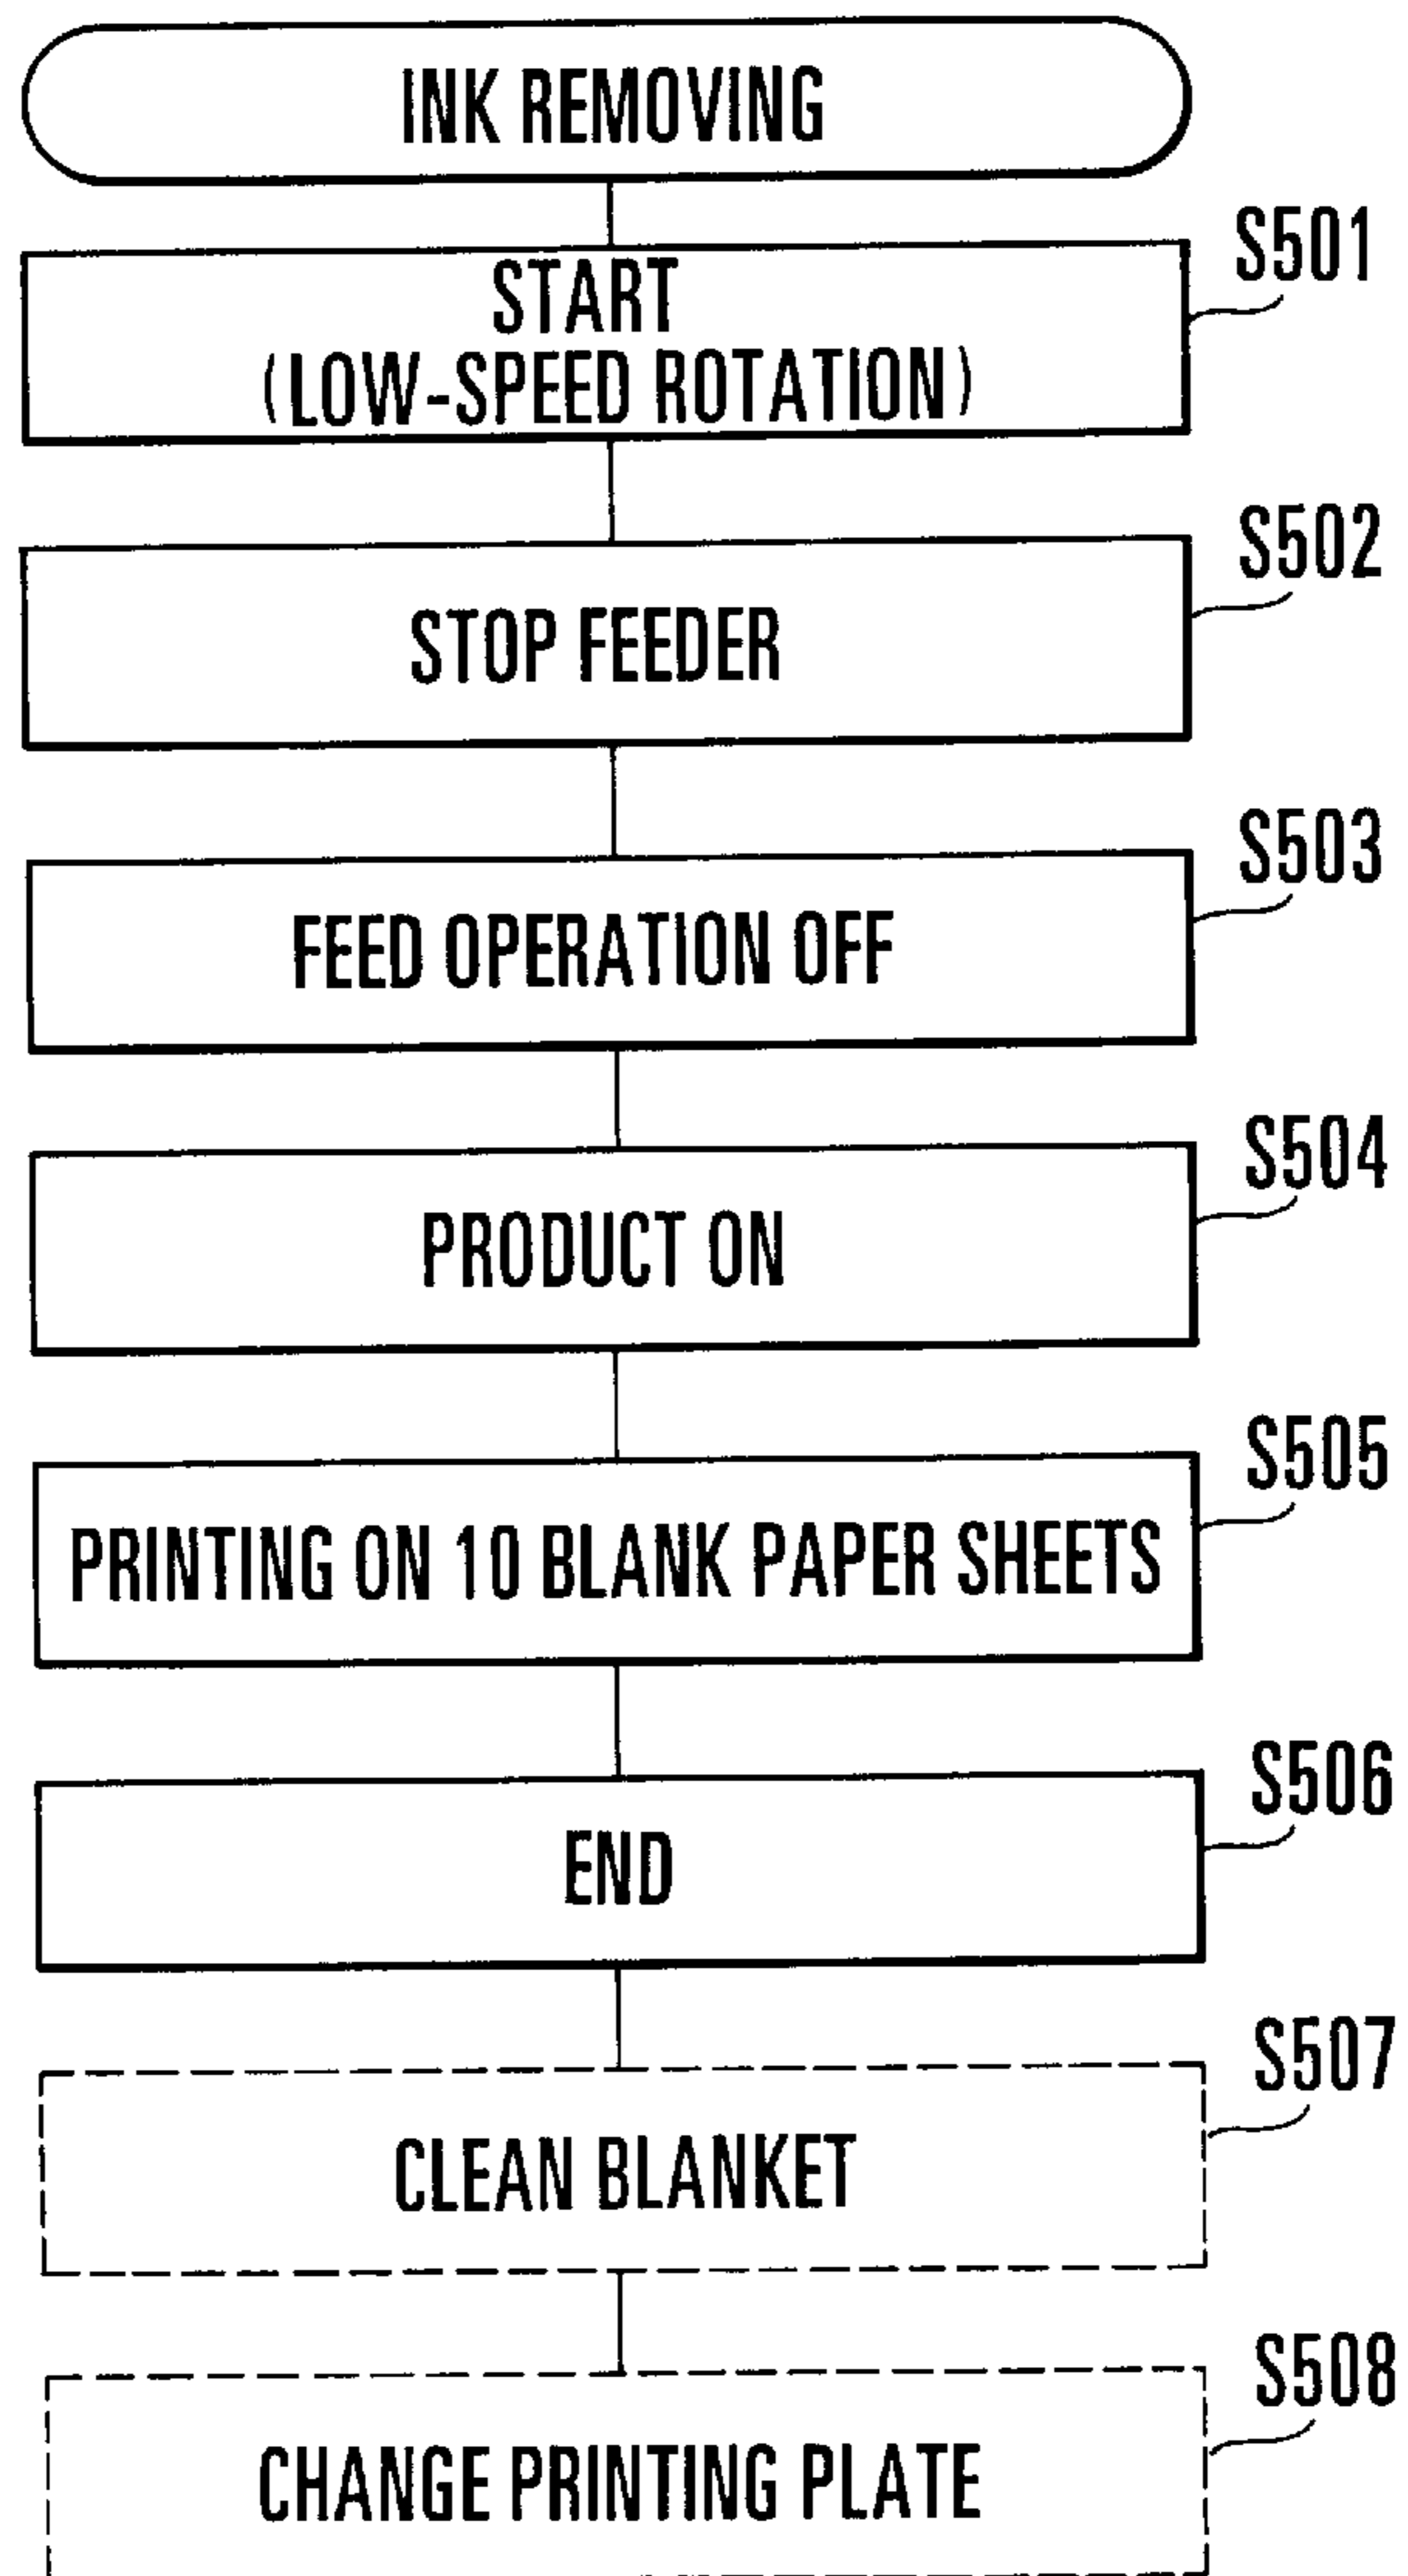 INK REMOVING
S501
START
(LOW-SPEED ROTATION)
S502
STOP FEEDER
S503
FEED OPERATION OFF
S504
PRODUCT ON
S505
PRINTING ON 10 BLANK PAPER SHEETS
S506
END
S507
CLEAN BLANKET
S508
CHANGE PRINTING PLATE